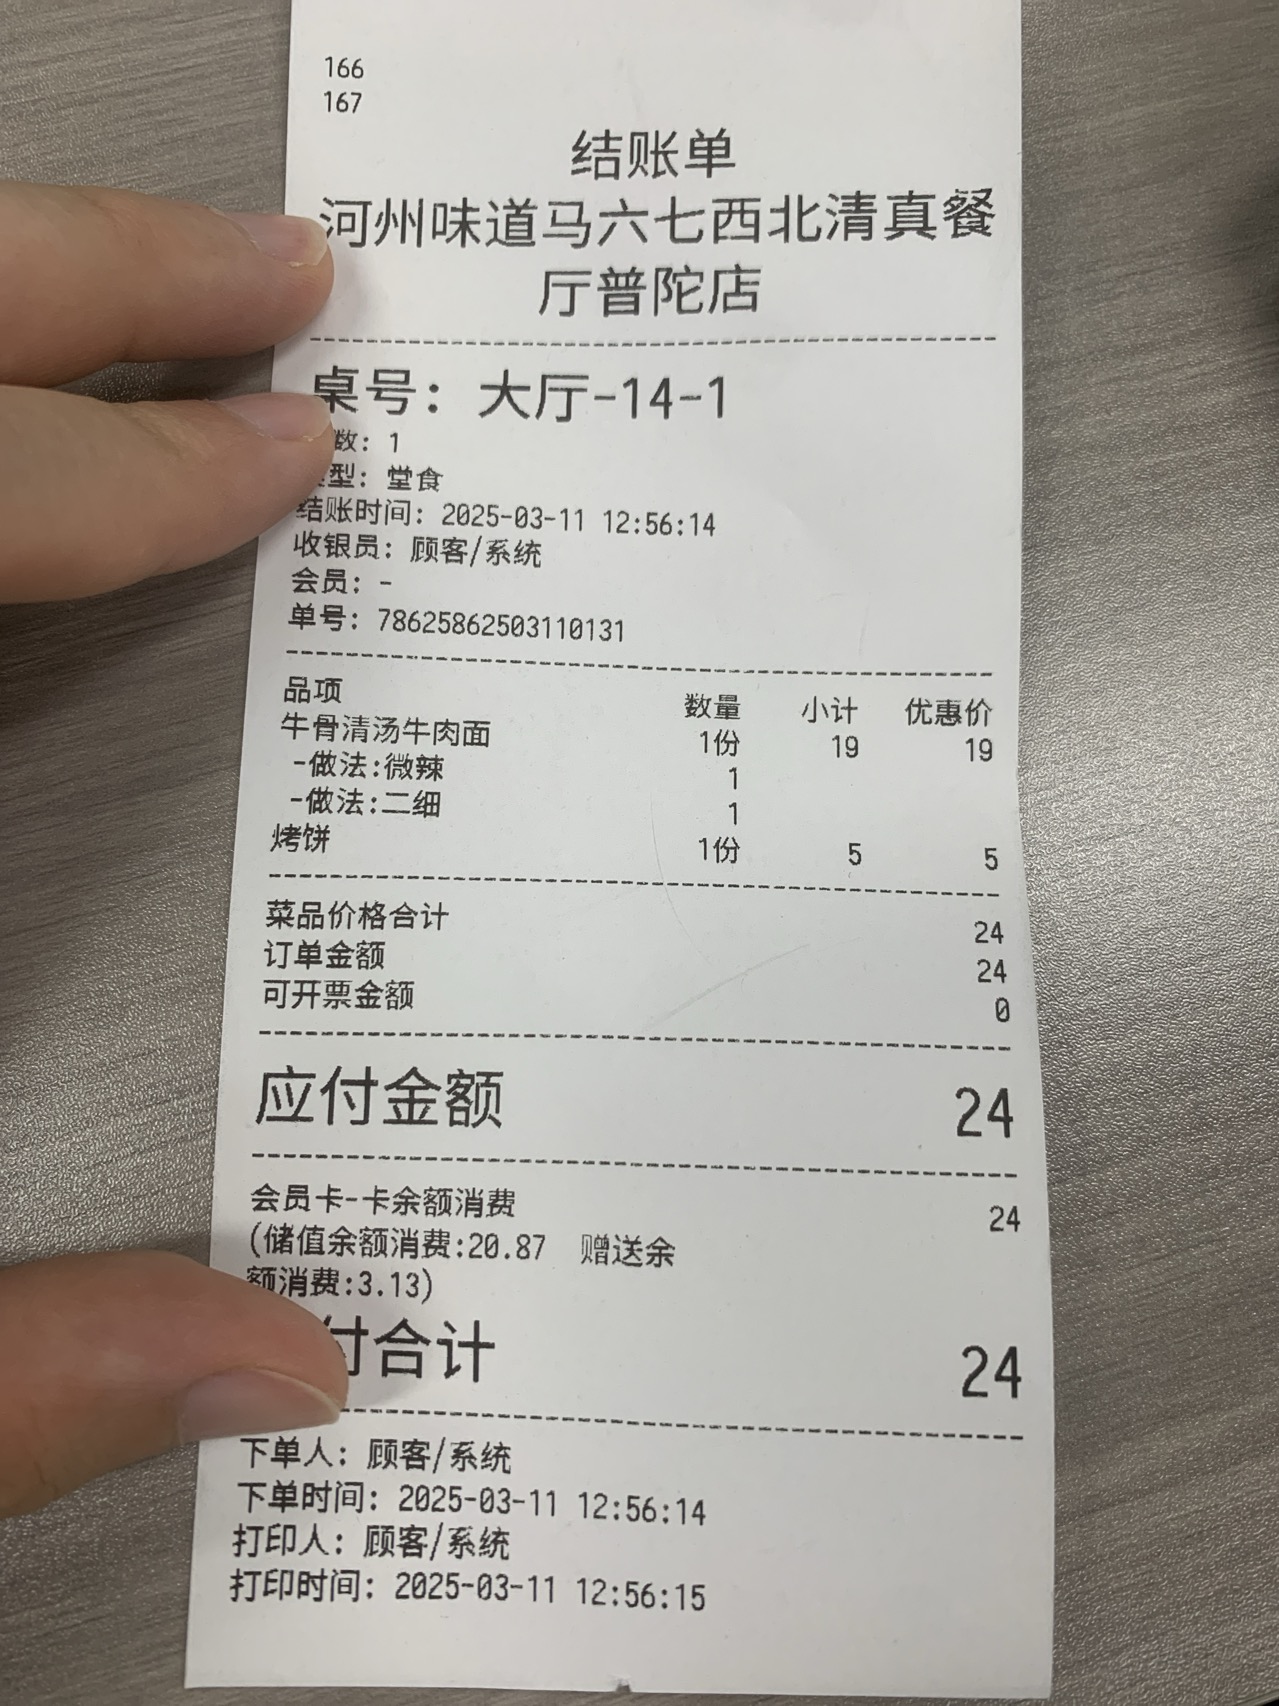 166
167
结账单
河州味道马六七西北清真餐
厅普陀店
桌号：大厅-14-1
数：1
型：堂食
结账时间：2025-03-11 12:56:14
收银员：顾客/系统
会员：-
单号：78625862503110131
品项 数量 小计 优惠价
牛骨清汤牛肉面 1份 19 19
-做法:微辣 1
-做法:二细 1
烤饼 1份 5 5
菜品价格合计 24
订单金额 24
可开票金额 0
应付金额 24
会员卡-卡余额消费 24
(储值余额消费:20.87 赠送余
额消费:3.13)
付合计 24
下单人：顾客/系统
下单时间：2025-03-11 12:56:14
打印人：顾客/系统
打印时间：2025-03-11 12:56:15